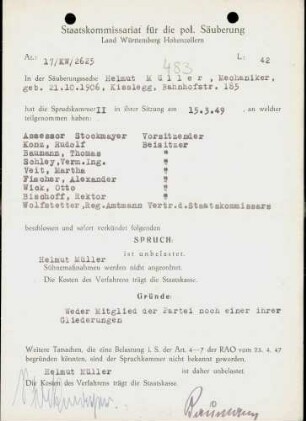 Staatskommissariat für die pol. Säuberung
Land Württemberg Hohenzollern
Az.: 17/KW/2625 L: 42
483
In der Säuberungssache Helmut Müller, Mechaniker,
geb. 21.10.1906, Kisslegg, Bahnhofstr. 185
hat die Spruchkammer II in ihrer Sitzung am 15.3.49, an welcher
teilgenommen haben:
Assessor Stockmayer Vorsitzender
Konz, Rudolf Beisitzer
Baumann, Thomas "
Schley, Verm.Ing. "
Veit, Martha "
Fischer, Alexander "
Wick, Otto "
Bischoff, Rektor "
Wolfstetter, Reg.Amtmann Vertr.d.Staatskommissars
beschlossen und sofort verkündet folgenden
SPRUCH:
ist unbelastet.
Helmut Müller
Sühnemaßnahmen werden nicht angeordnet.
Die Kosten des Verfahrens trägt die Staatskasse.
Gründe:
Weder Mitglied der Partei noch einer ihrer
Gliederungen
Weitere Tatsachen, die eine Belastung i. S. der Art. 4—7 der RAO vom 25. 4. 47
begründen könnten, sind der Spruchkammer nicht bekannt geworden.
Helmut Müller ist daher unbelastet
Die Kosten des Verfahrens trägt die Staatskasse.
Baumann